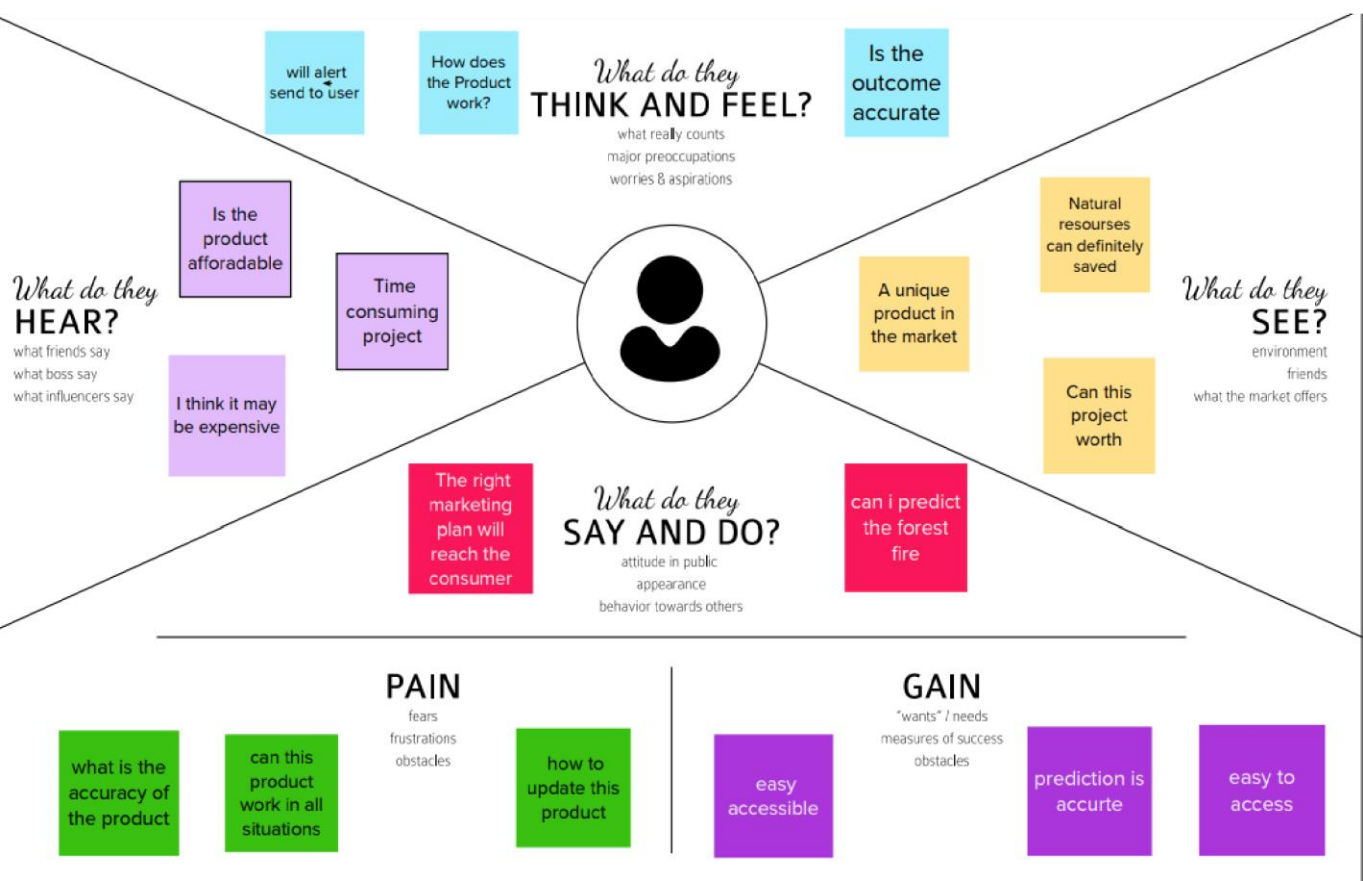 will alert
send to user
How does
the Product
work?
What do they
THINK AND FEEL?
what really counts
major preoccupations
worries & aspirations
Is the
outcome
accurate
What do they
HEAR?
what friends say
what boss say
what influencers say
Is the
product
afforadable
Time
consuming
project
I think it may
be expensive
A unique
product in
the market
Natural
resourses
can definitely
saved
Can this
project
worth
What do they
SEE?
environment
friends
what the market offers
The right
marketing
plan will
reach the
consumer
What do they
SAY AND DO?
attitude in public
appearance
behavior towards others
can i predict
the forest
fire
PAIN
fears
frustrations
obstacles
what is the
accuracy of
the product
can this
product
work in all
situations
how to
update this
product
GAIN
"wants" / needs
measures of success
obstacles
easy
accessible
prediction is
accurte
easy to
access